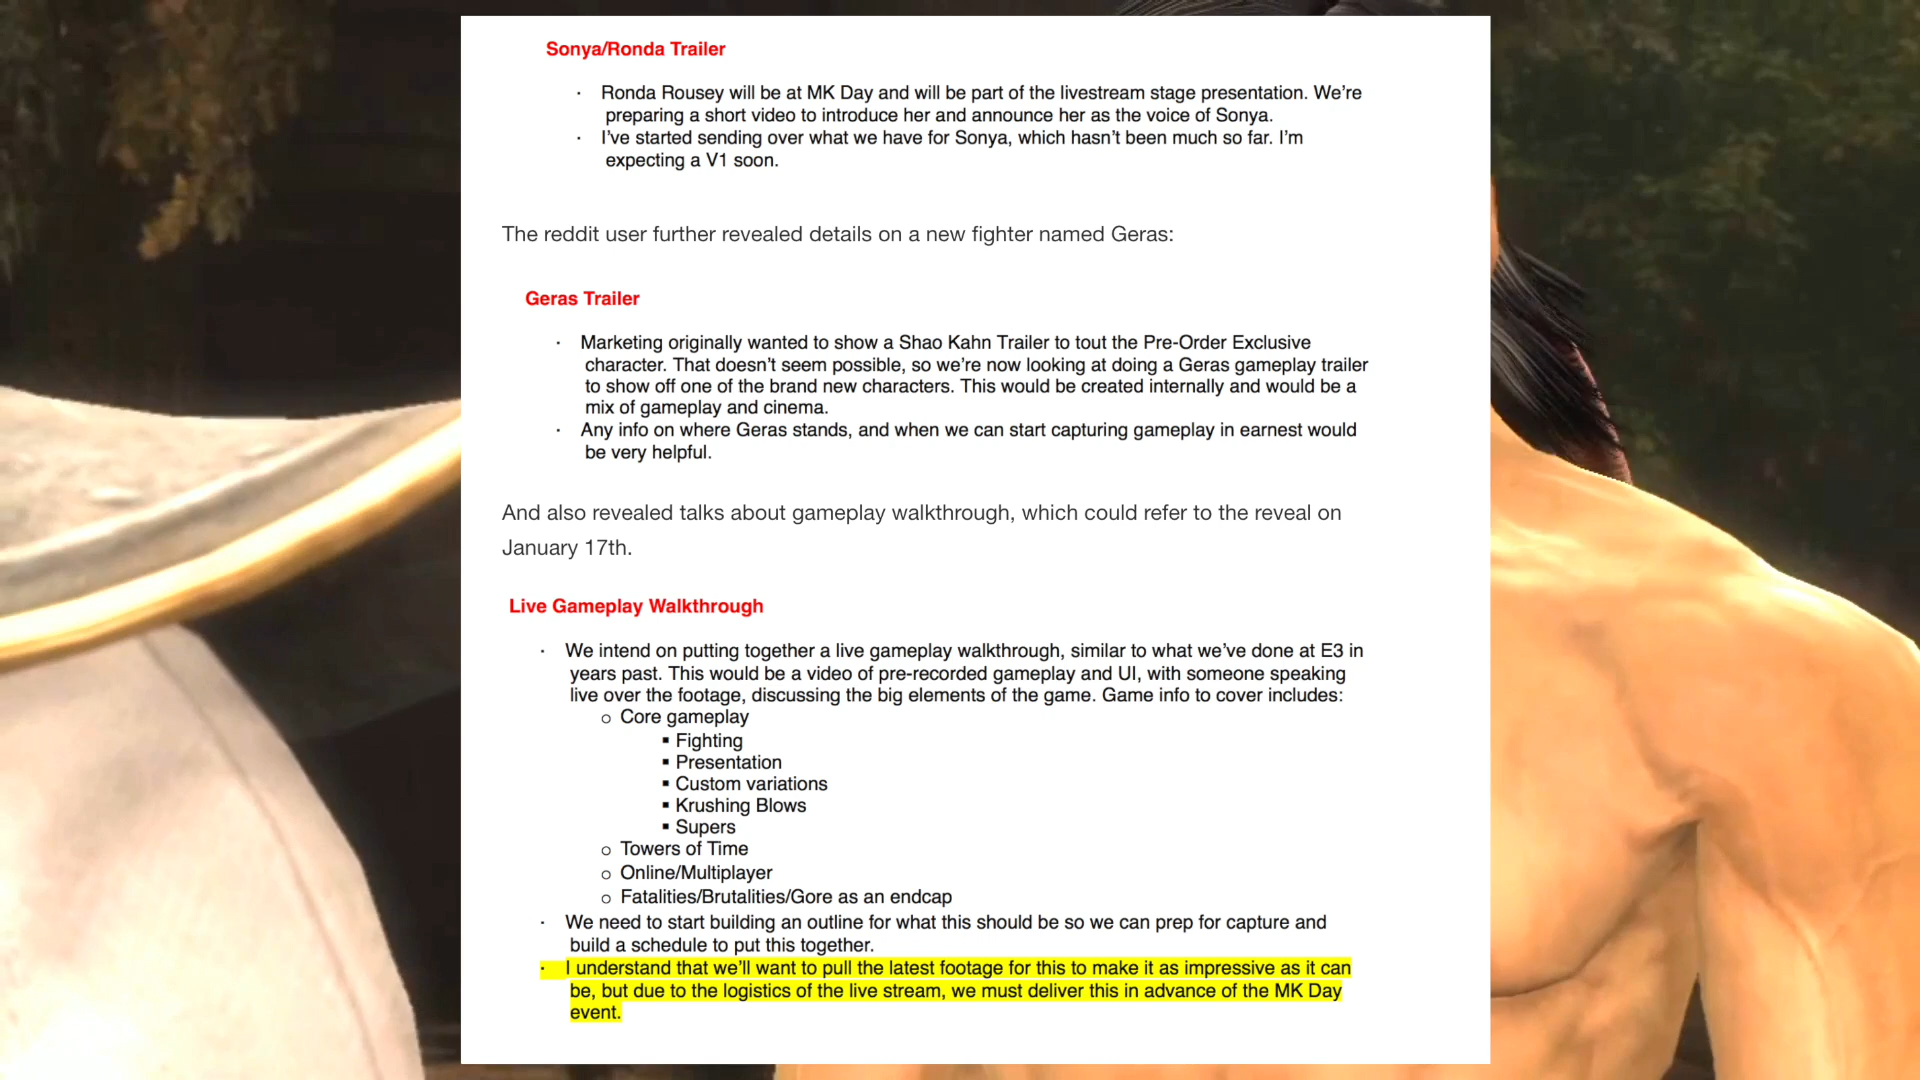 Sonya/Ronda Trailer
· Ronda Rousey will be at MK Day and will be part of the livestream stage presentation. We're
preparing a short video to introduce her and announce her as the voice of Sonya.
· I've started sending over what we have for Sonya, which hasn't been much so far. I'm
expecting a V1 soon.
The reddit user further revealed details on a new fighter named Geras:
Geras Trailer
· Marketing originally wanted to show a Shao Kahn Trailer to tout the Pre-Order Exclusive
character. That doesn't seem possible, so we're now looking at doing a Geras gameplay trailer
to show off one of the brand new characters. This would be created internally and would be a
mix of gameplay and cinema.
· Any info on where Geras stands, and when we can start capturing gameplay in earnest would
be very helpful.
And also revealed talks about gameplay walkthrough, which could refer to the reveal on
January 17th.
Live Gameplay Walkthrough
· We intend on putting together a live gameplay walkthrough, similar to what we've done at E3 in
years past. This would be a video of pre-recorded gameplay and UI, with someone speaking
live over the footage, discussing the big elements of the game. Game info to cover includes:
o Core gameplay
▪ Fighting
▪ Presentation
▪ Custom variations
▪ Krushing Blows
▪ Supers
o Towers of Time
o Online/Multiplayer
o Fatalities/Brutalities/Gore as an endcap
· We need to start building an outline for what this should be so we can prep for capture and
build a schedule to put this together.
· I understand that we'll want to pull the latest footage for this to make it as impressive as it can
be, but due to the logistics of the live stream, we must deliver this in advance of the MK Day
event.